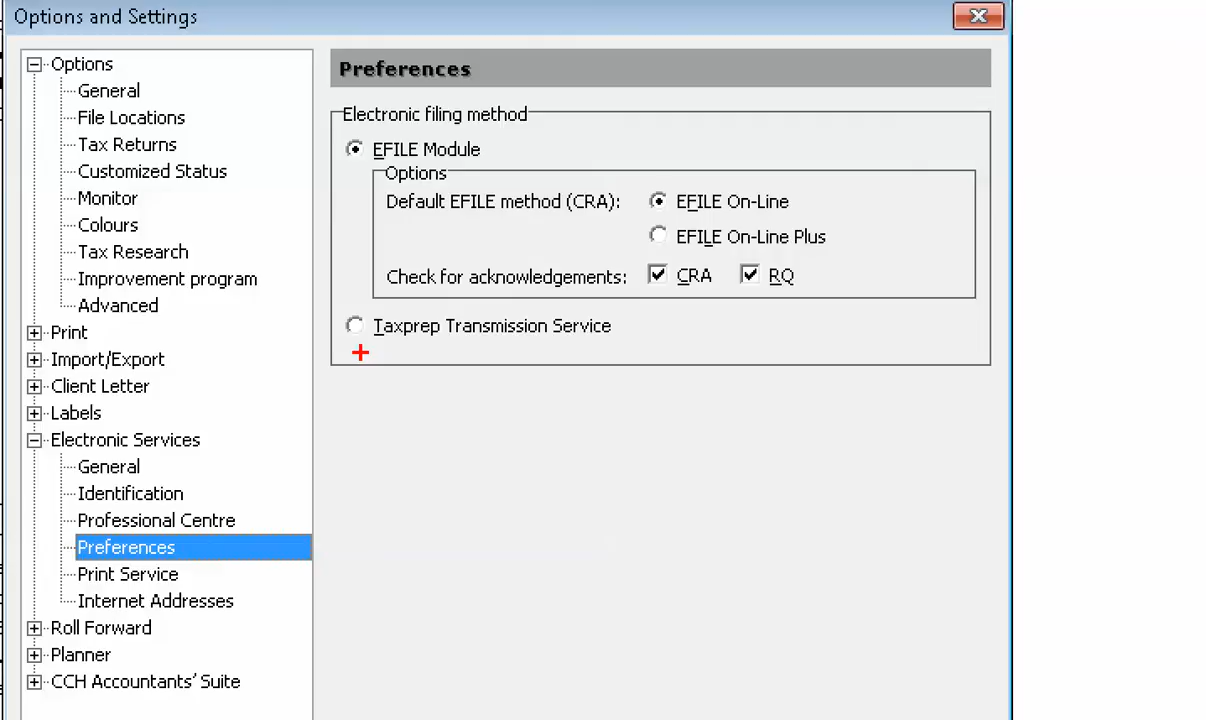 Options and Settings
Options
General
File Locations
Tax Returns
Customized Status
Monitor
Colours
Tax Research
Improvement program
Advanced
Print
Import/Export
Client Letter
Labels
Electronic Services
General
Identification
Professional Centre
Preferences
Print Service
Internet Addresses
Roll Forward
Planner
CCH Accountants' Suite
Preferences
Electronic filing method
EFILE Module
Options
Default EFILE method (CRA): EFILE On-Line
EFILE On-Line Plus
Check for acknowledgements: CRA RQ
Taxprep Transmission Service